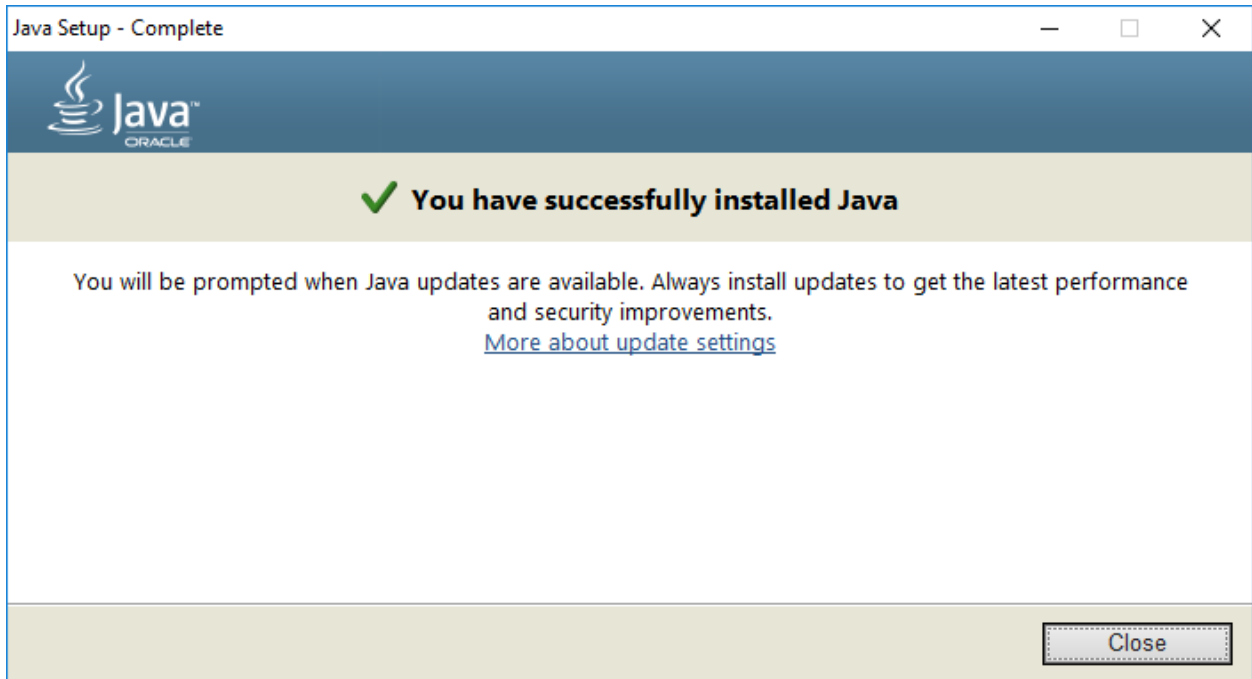 Java Setup - Complete
Java™
ORACLE
You have successfully installed Java
You will be prompted when Java updates are available. Always install updates to get the latest performance
and security improvements.
More about update settings
Close